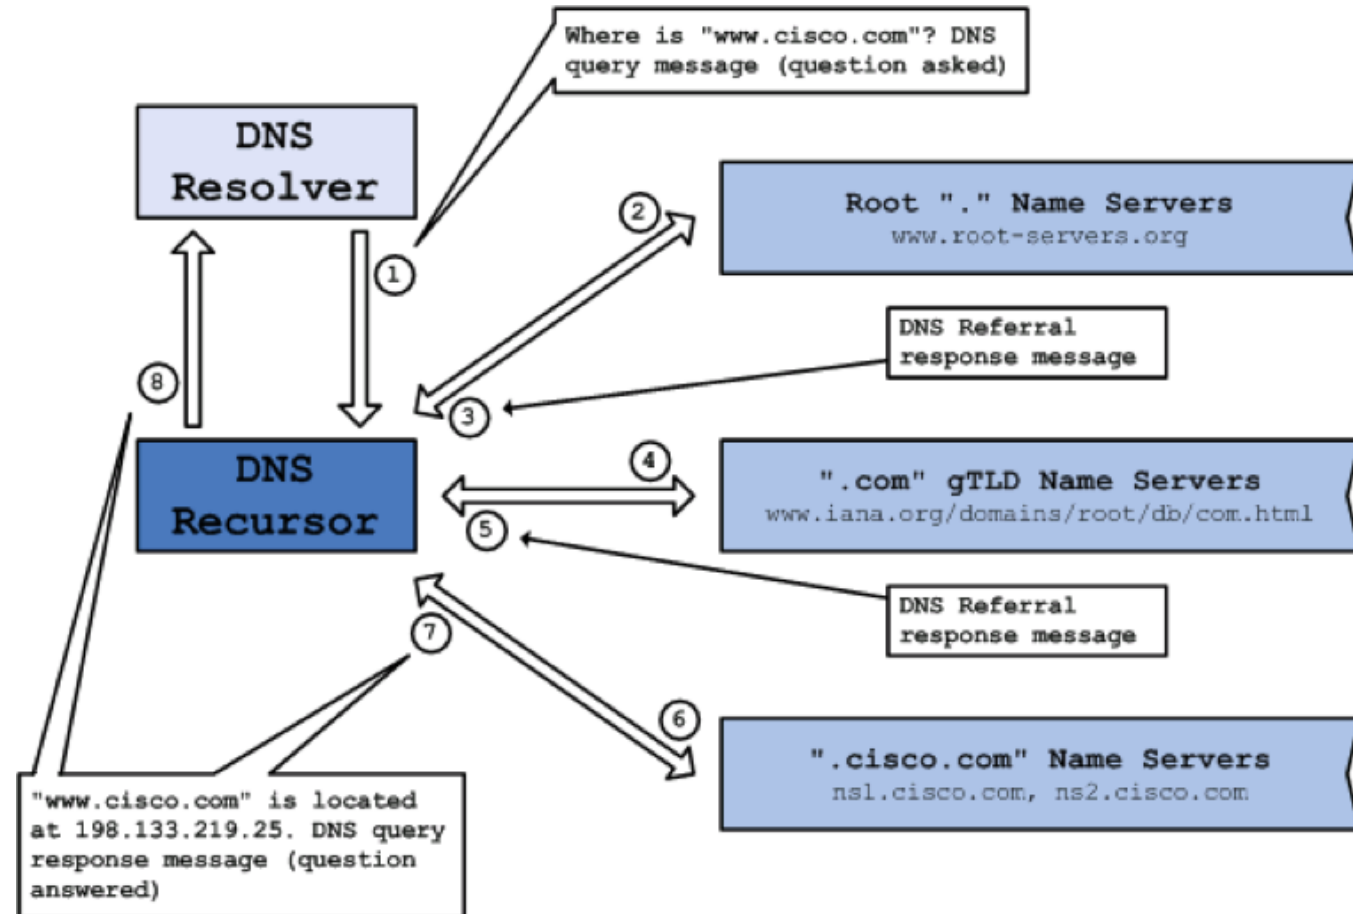 Where is "www.cisco.com"? DNS
query message (question asked)
DNS
Resolver
2
Root "." Name Servers
www.root-servers.org
1
DNS Referral
response message
8
3
DNS
Recursor
4
".com" gTLD Name Servers
www.iana.org/domains/root/db/com.html
5
DNS Referral
response message
7
6
".cisco.com" Name Servers
ns1.cisco.com, ns2.cisco.com
"www.cisco.com" is located
at 198.133.219.25. DNS query
response message (question
answered)